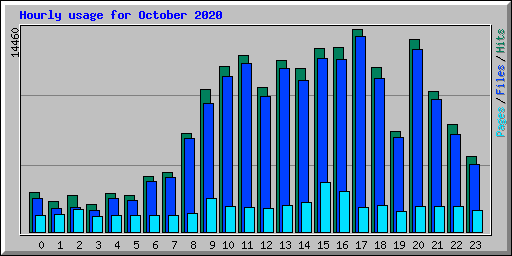 Hourly usage for October 2020
14460
Pages / Files / Hits
0 1 2 3 4 5 6 7 8 9 10 11 12 13 14 15 16 17 18 19 20 21 22 23